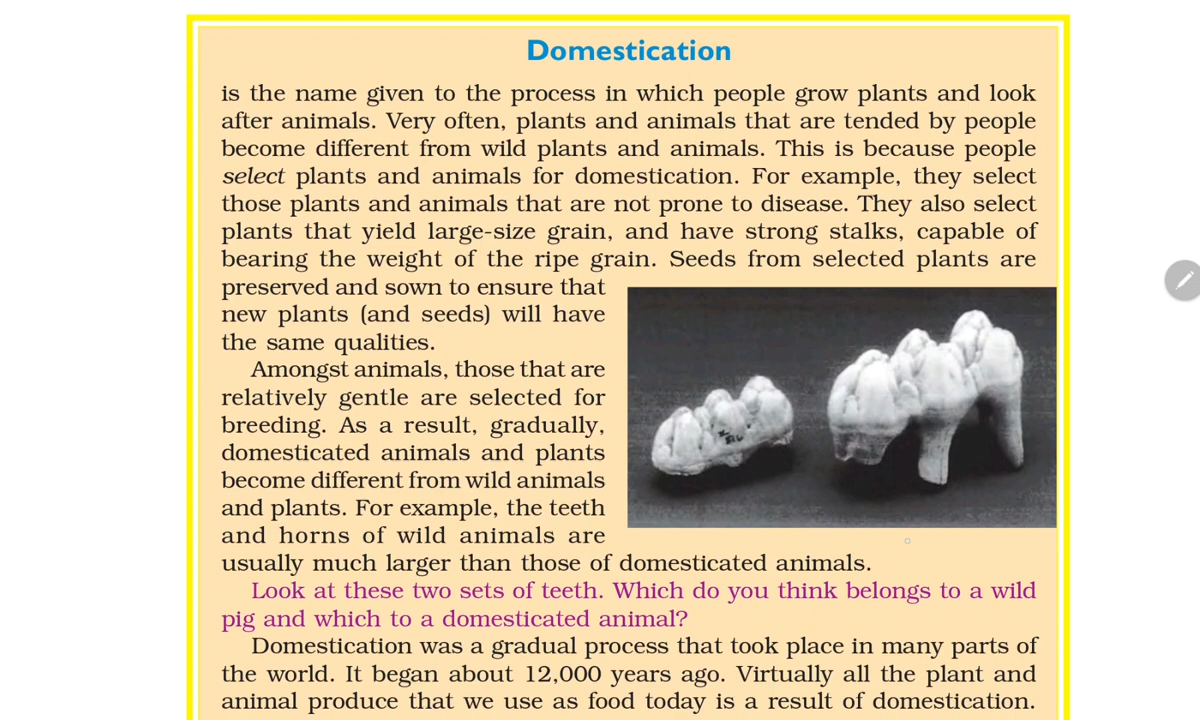 Domestication
is the name given to the process in which people grow plants and look
after animals. Very often, plants and animals that are tended by people
become different from wild plants and animals. This is because people
select plants and animals for domestication. For example, they select
those plants and animals that are not prone to disease. They also select
plants that yield large-size grain, and have strong stalks, capable of
bearing the weight of the ripe grain. Seeds from selected plants are
preserved and sown to ensure that
new plants (and seeds) will have
the same qualities.
Amongst animals, those that are
relatively gentle are selected for
breeding. As a result, gradually,
domesticated animals and plants
become different from wild animals
and plants. For example, the teeth
and horns of wild animals are
usually much larger than those of domesticated animals.
Look at these two sets of teeth. Which do you think belongs to a wild
pig and which to a domesticated animal?
Domestication was a gradual process that took place in many parts of
the world. It began about 12,000 years ago. Virtually all the plant and
animal produce that we use as food today is a result of domestication.